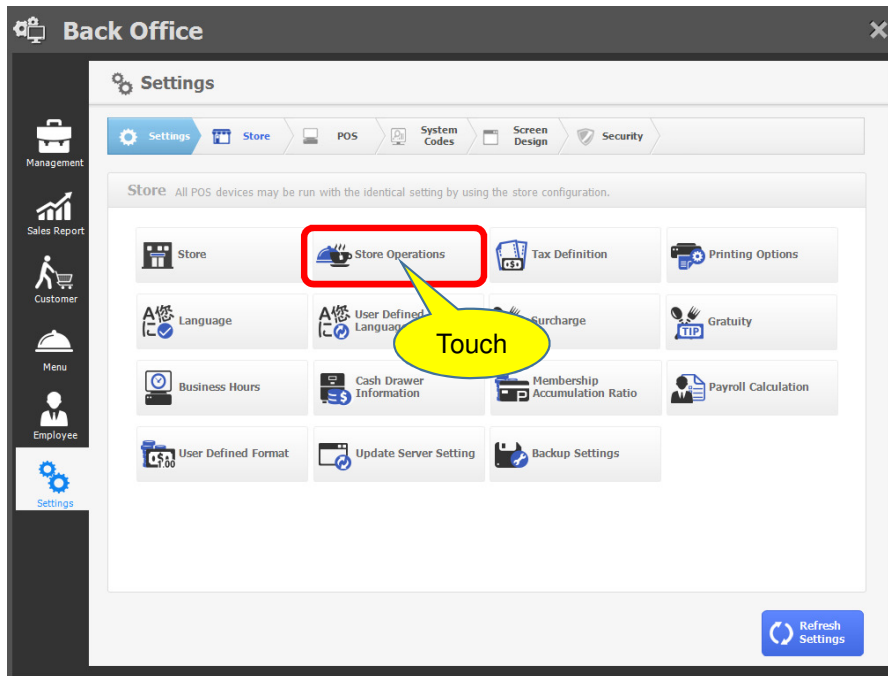 Back Office
Settings
Settings
Store
POS
System
Codes
Screen
Design
Security
Management
Sales Report
Customer
Menu
Employee
Settings
Store All POS devices may be run with the identical setting by using the store configuration.
Store
Store Operations
Tax Definition
Printing Options
Language
User Defined
Language
Surcharge
Gratuity
TIP
Touch
Business Hours
Cash Drawer
Information
Membership
Accumulation Ratio
Payroll Calculation
User Defined Format
Update Server Setting
Backup Settings
Refresh
Settings